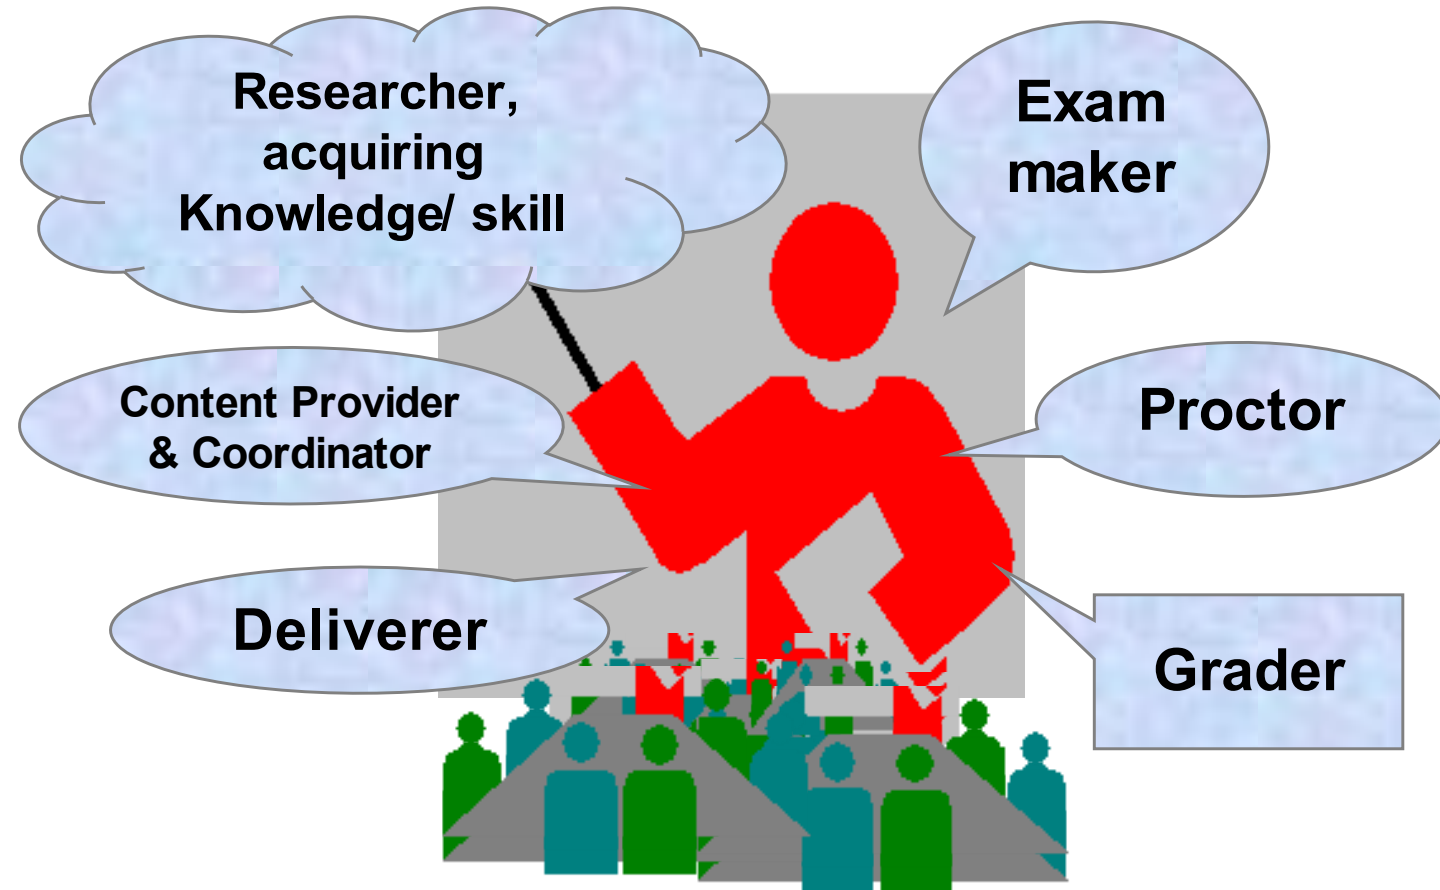 Researcher,
acquiring
Knowledge/ skill
Exam
maker
Content Provider
& Coordinator
Proctor
Deliverer
Grader